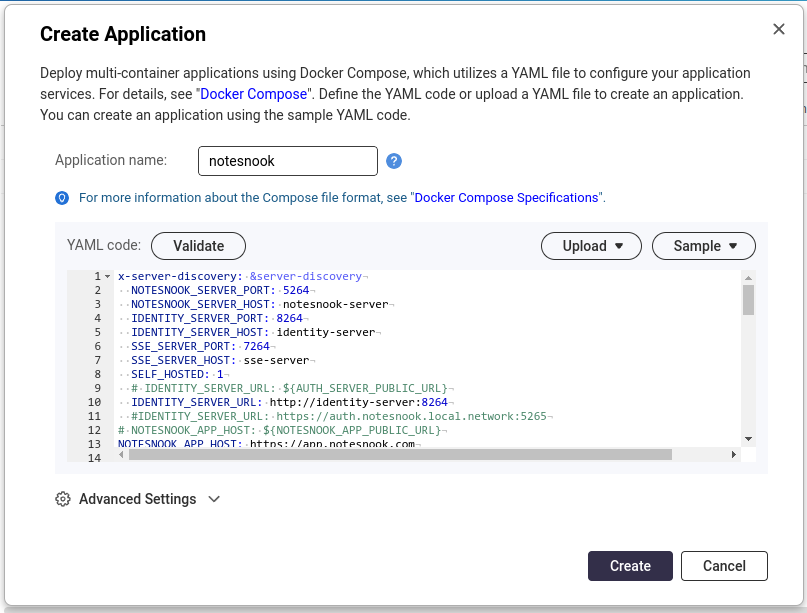 Create Application
Deploy multi-container applications using Docker Compose, which utilizes a YAML file to configure your application
services. For details, see "Docker Compose". Define the YAML code or upload a YAML file to create an application.
You can create an application using the sample YAML code.
Application name: notesnook ?
For more information about the Compose file format, see "Docker Compose Specifications".
YAML code: Validate Upload Sample
1 x-server-discovery: &server-discovery
2 NOTESNOOK_SERVER_PORT: 5264
3 NOTESNOOK_SERVER_HOST: notesnook-server
4 IDENTITY_SERVER_PORT: 8264
5 IDENTITY_SERVER_HOST: identity-server
6 SSE_SERVER_PORT: 7264
7 SSE_SERVER_HOST: sse-server
8 SELF_HOSTED: 1
9 # IDENTITY_SERVER_URL: ${AUTH_SERVER_PUBLIC_URL}
10 IDENTITY_SERVER_URL: http://identity-server:8264
11 #IDENTITY_SERVER_URL: https://auth.notesnook.local.network:5265
12 # NOTESNOOK_APP_HOST: ${NOTESNOOK_APP_PUBLIC_URL}
13 NOTESNOOK_APP_HOST: https://app.notesnook.com
14
Advanced Settings
Create Cancel